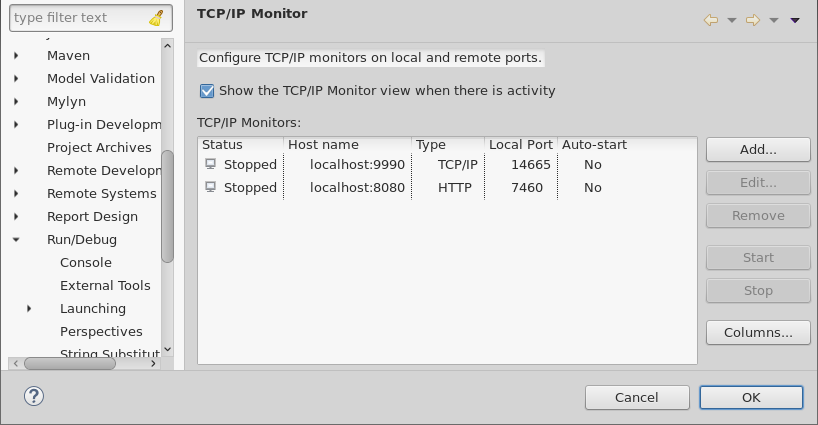 type filter text
Maven
Model Validation
Mylyn
Plug-in Developm
Project Archives
Remote Developn
Remote Systems
Report Design
Run/Debug
Console
External Tools
Launching
Perspectives
String Substitut
TCP/IP Monitor
Configure TCP/IP monitors on local and remote ports.
Show the TCP/IP Monitor view when there is activity
TCP/IP Monitors:
Status Host name Type Local Port Auto-start
Stopped localhost:9990 TCP/IP 14665 No
Stopped localhost:8080 HTTP 7460 No
Add...
Edit...
Remove
Start
Stop
Columns...
?
Cancel OK